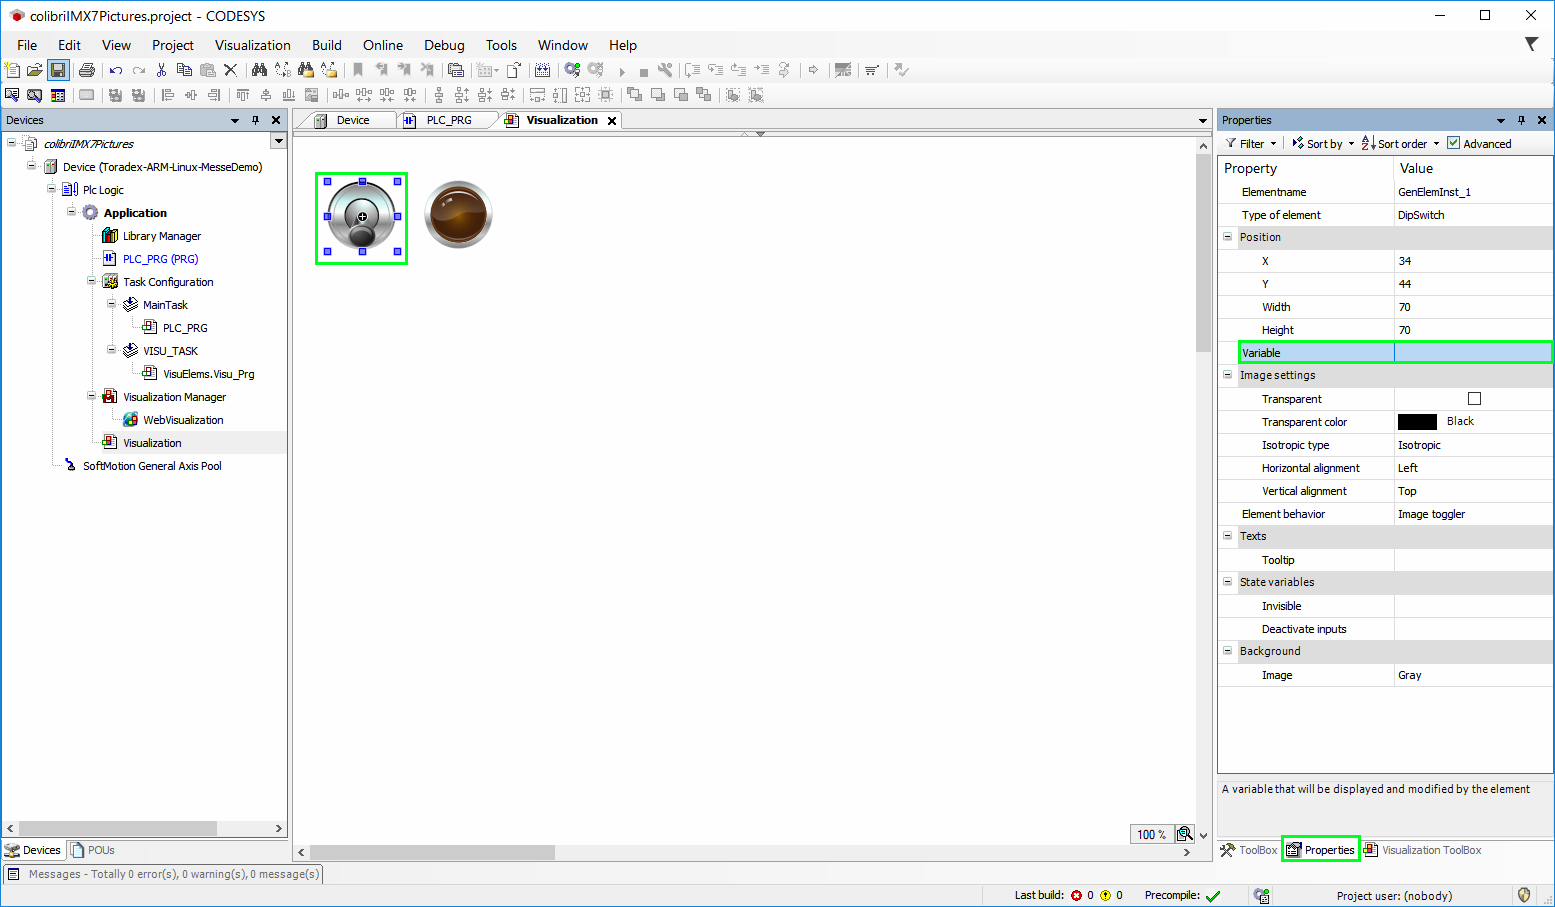 colibriIMX7Pictures.project - CODESYS
File Edit View Project Visualization Build Online Debug Tools Window Help
Devices
colibriIMX7Pictures
Device (Toradex-ARM-Linux-MesseDemo)
Plc Logic
Application
Library Manager
PLC_PRG (PRG)
Task Configuration
MainTask
PLC_PRG
VISU_TASK
VisuElems.Visu_Prg
Visualization Manager
WebVisualization
Visualization
SoftMotion General Axis Pool
Devices POUs
Device PLC_PRG Visualization
100 %
Properties
Filter Sort by Sort order Advanced
Property Value
Elementname GenElemInst_1
Type of element DipSwitch
Position
X 34
Y 44
Width 70
Height 70
Variable
Image settings
Transparent
Transparent color Black
Isotropic type Isotropic
Horizontal alignment Left
Vertical alignment Top
Element behavior Image toggler
Texts
Tooltip
State variables
Invisible
Deactivate inputs
Background
Image Gray
A variable that will be displayed and modified by the element
ToolBox Properties Visualization ToolBox
Messages - Totally 0 error(s), 0 warning(s), 0 message(s)
Last build: 0 0 Precompile: Project user: (nobody)